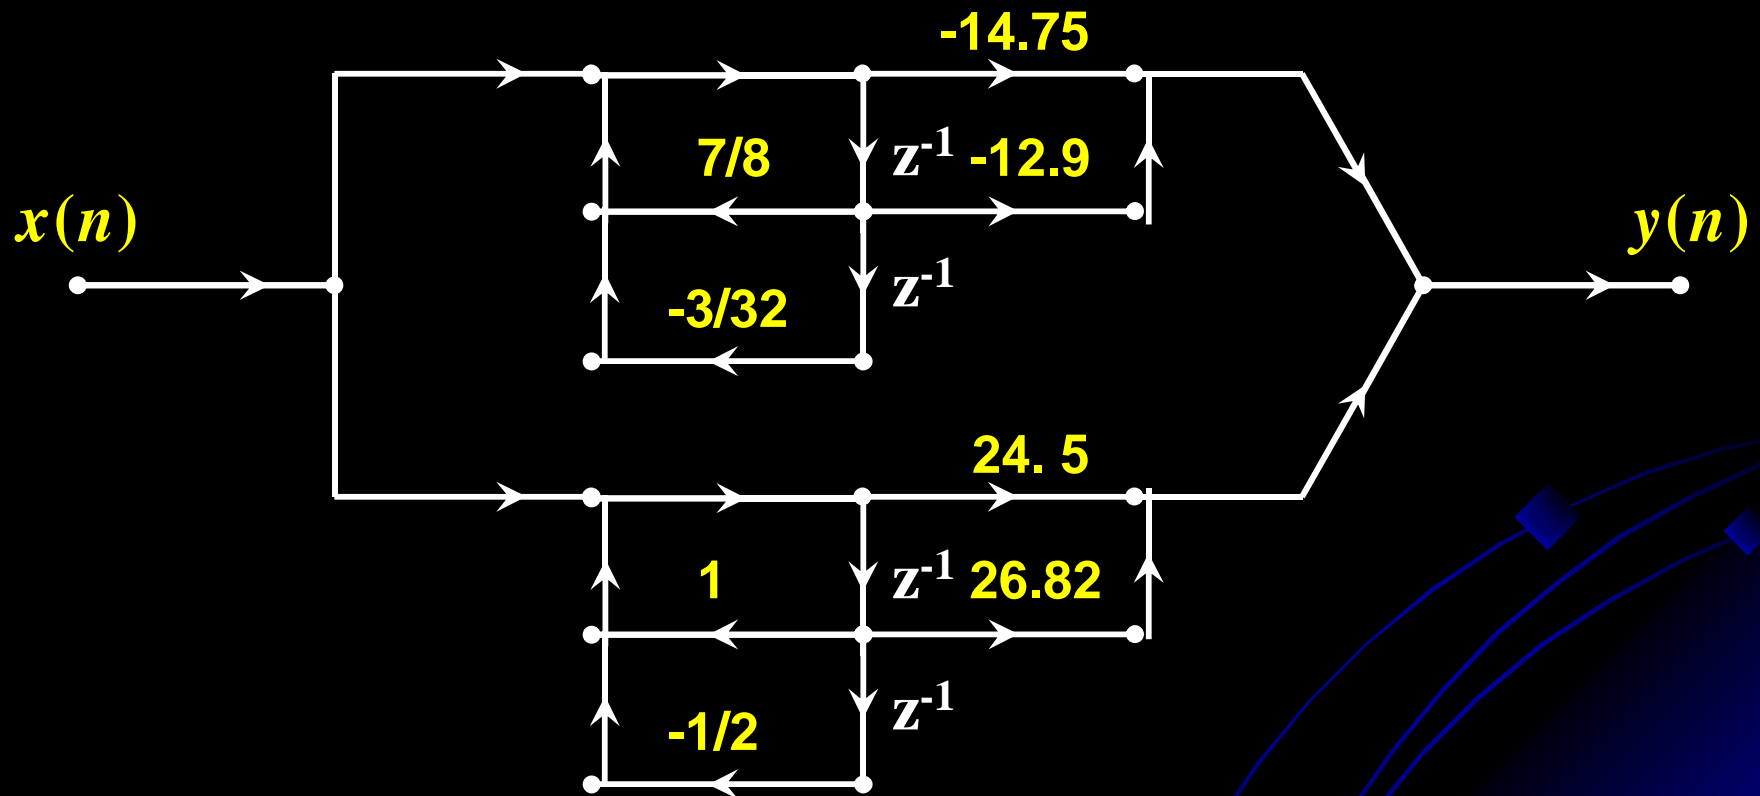 -14.75
7/8
z⁻¹
-12.9
x(n)
y(n)
z⁻¹
-3/32
24. 5
1
z⁻¹
26.82
z⁻¹
-1/2